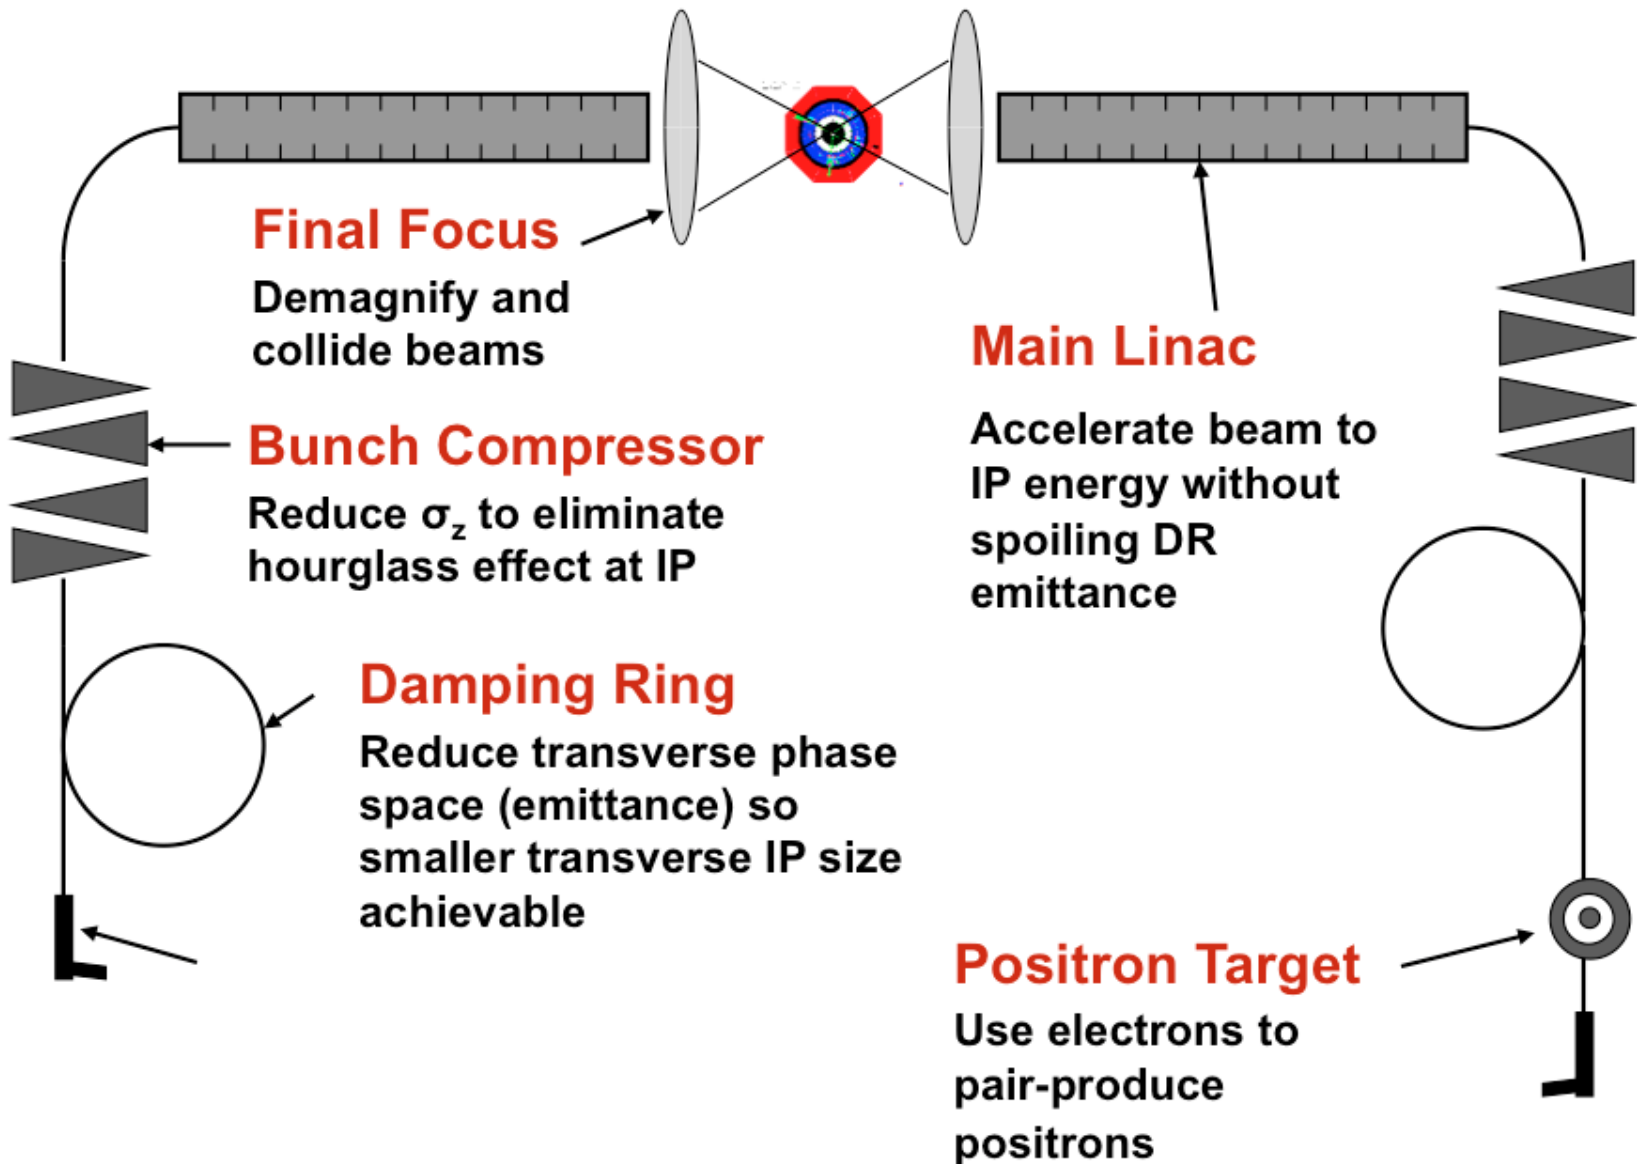 Final Focus
Demagnify and
collide beams
Bunch Compressor
Reduce σz to eliminate
hourglass effect at IP
Damping Ring
Reduce transverse phase
space (emittance) so
smaller transverse IP size
achievable
Main Linac
Accelerate beam to
IP energy without
spoiling DR
emittance
Positron Target
Use electrons to
pair-produce
positrons